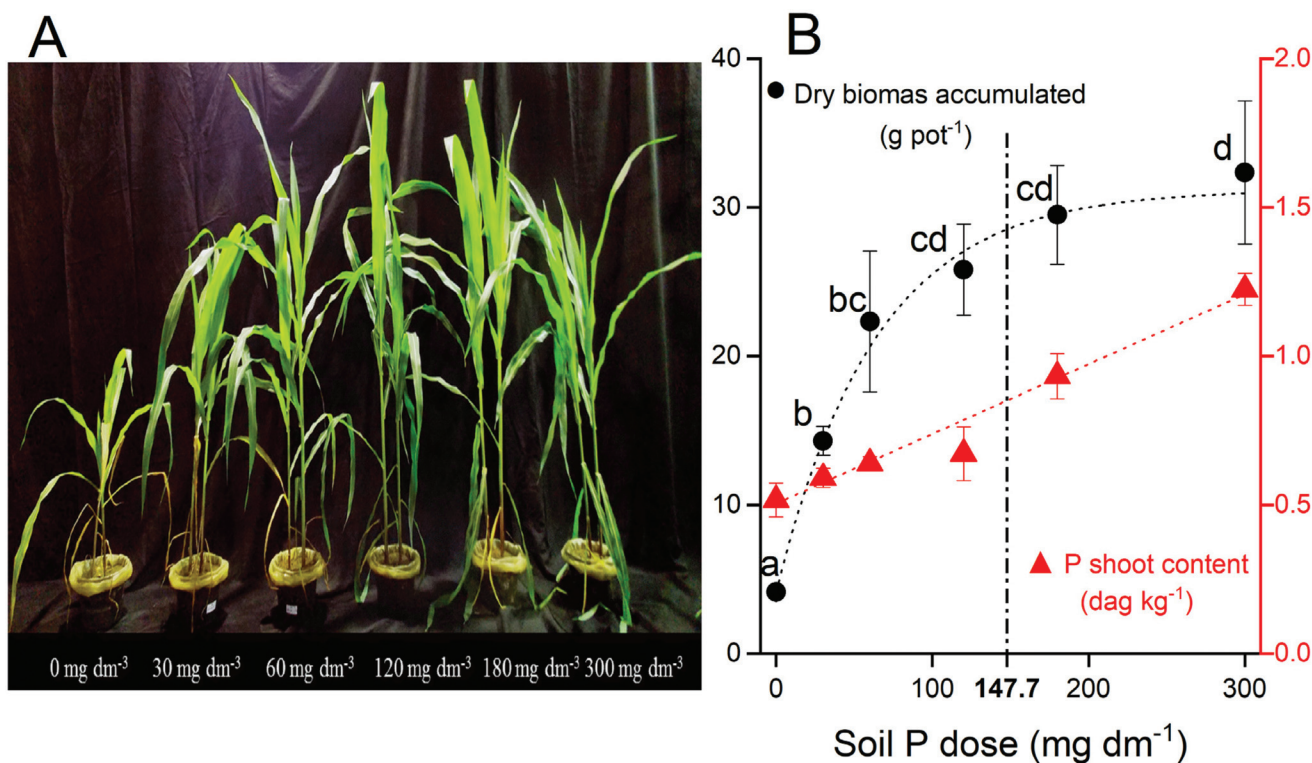 A
0 mg dm⁻³ 30 mg dm⁻³ 60 mg dm⁻³ 120 mg dm⁻³ 180 mg dm⁻³ 300 mg dm⁻³
B
40
30
20
10
0
Dry biomas accumulated
(g pot⁻¹)
a
b
bc
cd
cd
d
P shoot content
(dag kg⁻¹)
2.0
1.5
1.0
0.5
0.0
0 100 147.7 200 300
Soil P dose (mg dm⁻¹)